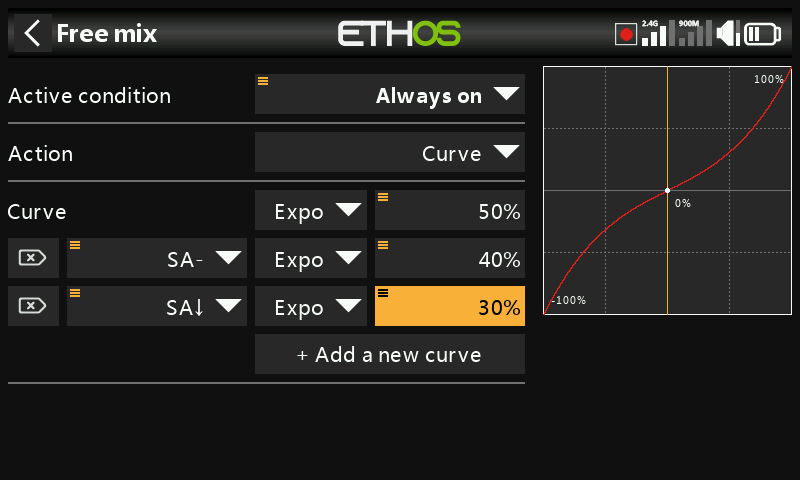 Free mix
ETHOS
2.4G
900M
Active condition
Always on
Action
Curve
Curve
Expo
50%
SA-
Expo
40%
SA↓
Expo
30%
+ Add a new curve
100%
0%
-100%